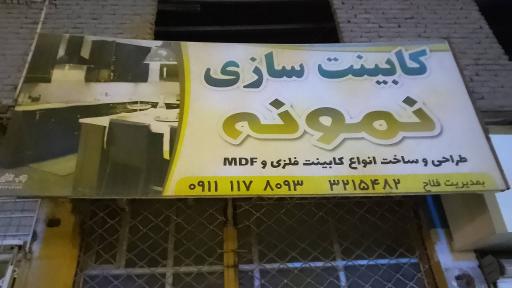 کابینت سازی
نمونه
طراحی و ساخت انواع کابینت فلزی و MDF
بمدیریت فلاح ۳۲۱۵۴۸۲ ۰۹۱۱ ۱۱۷ ۸۰۹۳